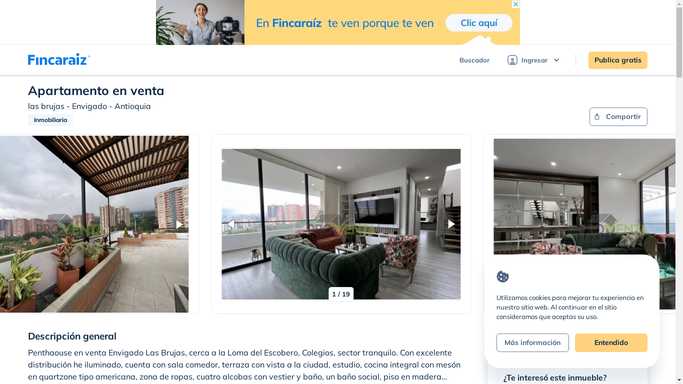 En Fincaraíz te ven porque te ven
Clic aquí
Fincaraiz
Buscador
Ingresar
Publica gratis
Apartamento en venta
las brujas - Envigado - Antioquia
Inmobiliaria
Compartir
1 / 19
Utilizamos cookies para mejorar tu experiencia en
nuestro sitio web. Al continuar en el sitio
consideramos que aceptas su uso.
Más información
Entendido
Descripción general
Penthaouse en venta Envigado Las Brujas, cerca a la Loma del Escobero, Colegios, sector tranquilo. Con excelente
distribución he iluminado, cuenta con sala comedor, terraza con vista a la ciudad, estudio, cocina integral con mesón
en quartzone tipo americana, zona de ropas, cuatro alcobas con vestier y baño, un baño social, piso en madera...
¿Te interesó este inmueble?